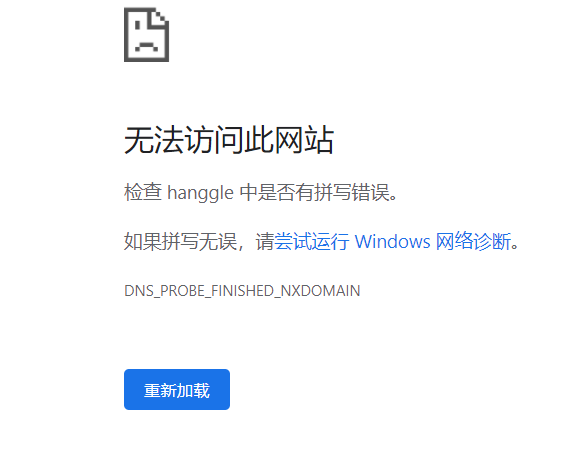 无法访问此网站
检查 hanggle 中是否有拼写错误。
如果拼写无误，请尝试运行 Windows 网络诊断。
DNS_PROBE_FINISHED_NXDOMAIN
重新加载